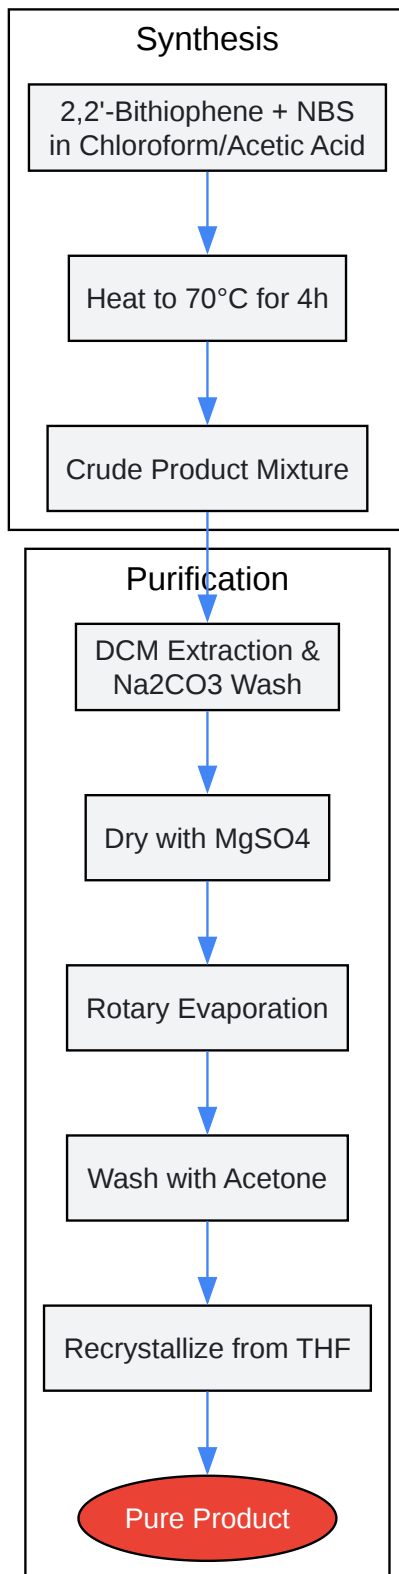 Synthesis
2,2'-Bithiophene + NBS
in Chloroform/Acetic Acid
Heat to 70°C for 4h
Crude Product Mixture
Purification
DCM Extraction &
Na2CO3 Wash
Dry with MgSO4
Rotary Evaporation
Wash with Acetone
Recrystallize from THF
Pure Product